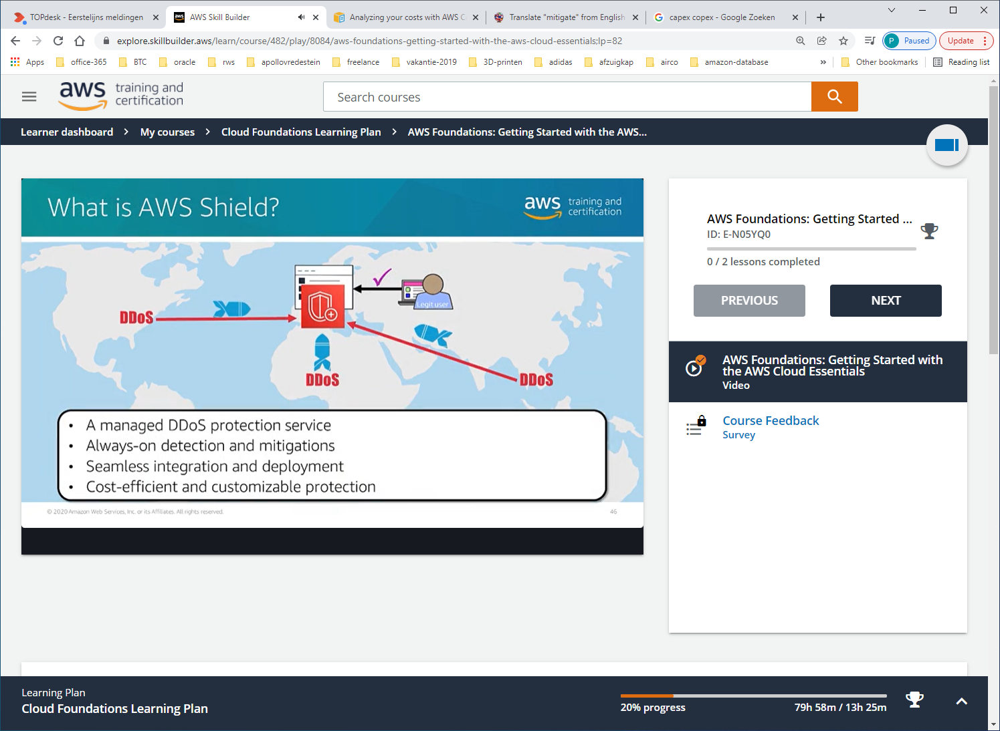 TOPdesk - Eerstelijns meldingen
AWS Skill Builder
Analyzing your costs with AWS C
Translate "mitigate" from English
capex copex - Google Zoeken
explore.skillbuilder.aws/learn/course/482/play/8084/aws-foundations-getting-started-with-the-aws-cloud-essentials;lp=82
P Paused
Update
Apps office-365 BTC oracle rws apollovredestein freelance vakantie-2019 3D-printen adidas afzuigkap airco amazon-database » Other bookmarks Reading list
aws training and
certification
Search courses
Learner dashboard > My courses > Cloud Foundations Learning Plan > AWS Foundations: Getting Started with the AWS...
What is AWS Shield?
aws training and
certification
Legit user
DDoS
DDoS
DDoS
• A managed DDoS protection service
• Always-on detection and mitigations
• Seamless integration and deployment
• Cost-efficient and customizable protection
© 2020 Amazon Web Services, Inc. or its Affiliates. All rights reserved.
46
AWS Foundations: Getting Started ...
ID: E-N05YQ0
0 / 2 lessons completed
PREVIOUS
NEXT
AWS Foundations: Getting Started with
the AWS Cloud Essentials
Video
Course Feedback
Survey
Learning Plan
Cloud Foundations Learning Plan
20% progress
79h 58m / 13h 25m